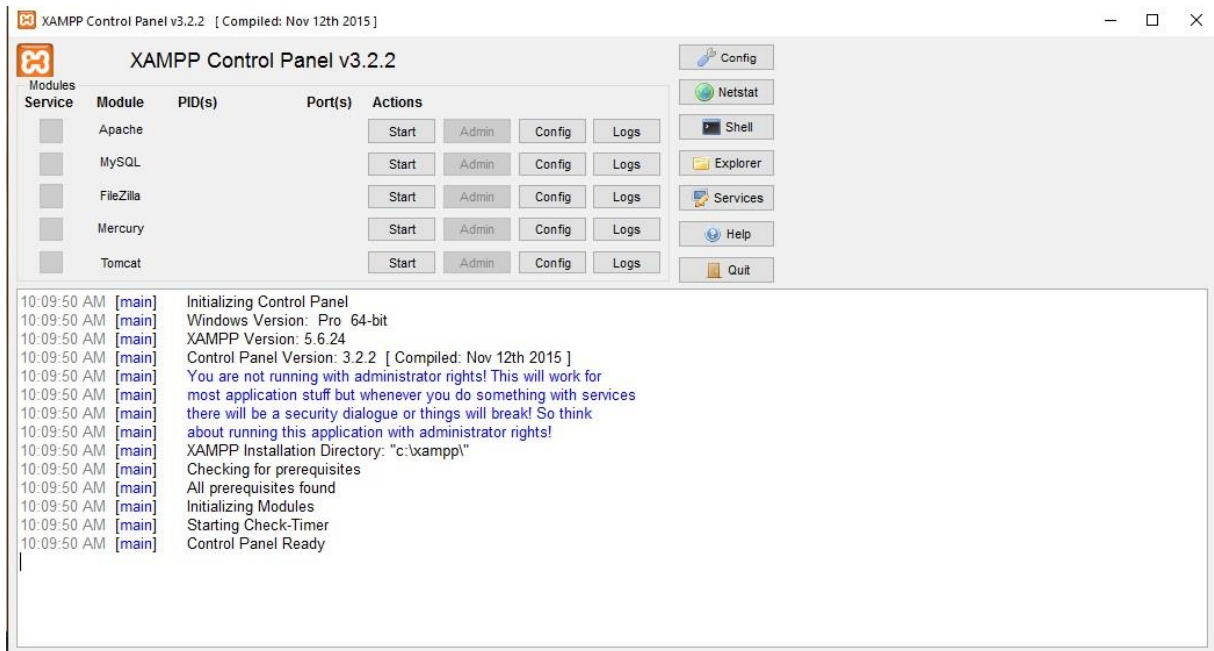 XAMPP Control Panel v3.2.2 [ Compiled: Nov 12th 2015 ]
XAMPP Control Panel v3.2.2
Config
Modules
Service Module PID(s) Port(s) Actions
Netstat
Apache Start Admin Config Logs
Shell
MySQL Start Admin Config Logs
Explorer
FileZilla Start Admin Config Logs
Services
Mercury Start Admin Config Logs
Help
Tomcat Start Admin Config Logs
Quit
10:09:50 AM [main] Initializing Control Panel
10:09:50 AM [main] Windows Version: Pro 64-bit
10:09:50 AM [main] XAMPP Version: 5.6.24
10:09:50 AM [main] Control Panel Version: 3.2.2 [ Compiled: Nov 12th 2015 ]
10:09:50 AM [main] You are not running with administrator rights! This will work for
10:09:50 AM [main] most application stuff but whenever you do something with services
10:09:50 AM [main] there will be a security dialogue or things will break! So think
10:09:50 AM [main] about running this application with administrator rights!
10:09:50 AM [main] XAMPP Installation Directory: "c:\xampp\"
10:09:50 AM [main] Checking for prerequisites
10:09:50 AM [main] All prerequisites found
10:09:50 AM [main] Initializing Modules
10:09:50 AM [main] Starting Check-Timer
10:09:50 AM [main] Control Panel Ready